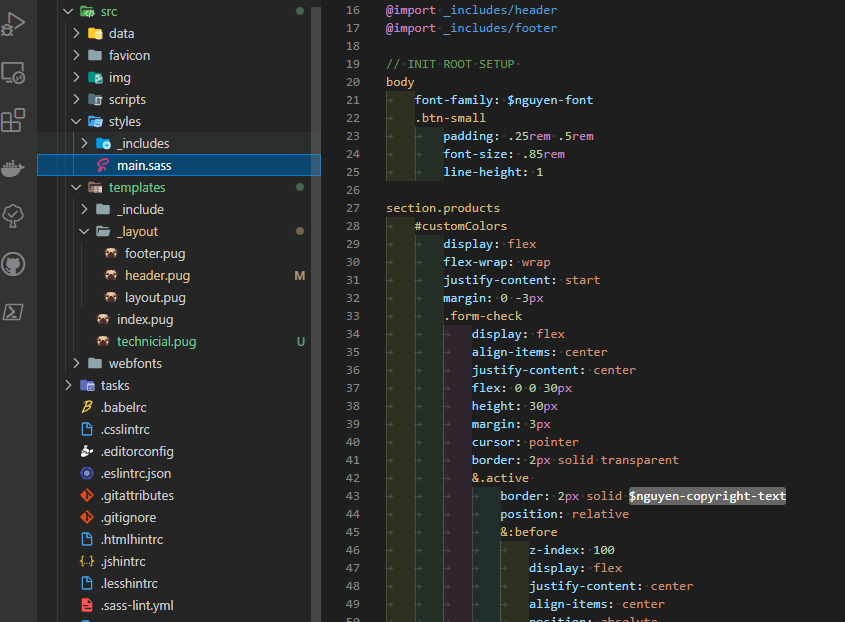 src
data
favicon
img
scripts
styles
_includes
main.sass
templates
_include
_layout
footer.pug
header.pug M
layout.pug
index.pug
technicial.pug U
webfonts
tasks
.babelrc
.csslintrc
.editorconfig
.eslintrc.json
.gitattributes
.gitignore
.htmlhintrc
.jshintrc
.lesshintrc
.sass-lint.yml
16 @import _includes/header
17 @import _includes/footer
18
19 // INIT ROOT SETUP
20 body
21 font-family: $nguyen-font
22 .btn-small
23 padding: .25rem .5rem
24 font-size: .85rem
25 line-height: 1
26
27 section.products
28 #customColors
29 display: flex
30 flex-wrap: wrap
31 justify-content: start
32 margin: 0 -3px
33 .form-check
34 display: flex
35 align-items: center
36 justify-content: center
37 flex: 0 0 30px
38 height: 30px
39 margin: 3px
40 cursor: pointer
41 border: 2px solid transparent
42 &.active
43 border: 2px solid $nguyen-copyright-text
44 position: relative
45 &:before
46 z-index: 100
47 display: flex
48 justify-content: center
49 align-items: center
50 position: absolute